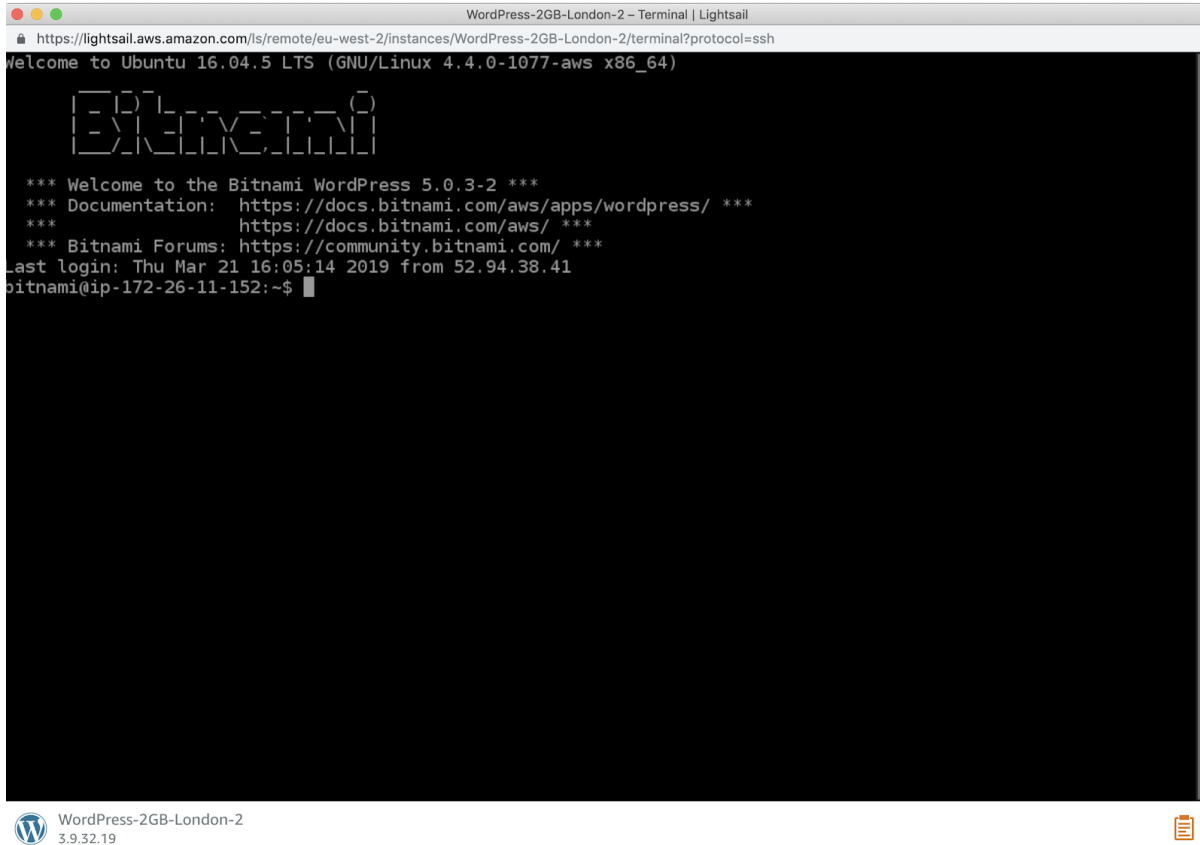 WordPress-2GB-London-2 – Terminal | Lightsail
https://lightsail.aws.amazon.com/ls/remote/eu-west-2/instances/WordPress-2GB-London-2/terminal?protocol=ssh
Welcome to Ubuntu 16.04.5 LTS (GNU/Linux 4.4.0-1077-aws x86_64)
Bitnami
*** Welcome to the Bitnami WordPress 5.0.3-2 ***
*** Documentation: https://docs.bitnami.com/aws/apps/wordpress/ ***
*** https://docs.bitnami.com/aws/ ***
*** Bitnami Forums: https://community.bitnami.com/ ***
Last login: Thu Mar 21 16:05:14 2019 from 52.94.38.41
bitnami@ip-172-26-11-152:~$
WordPress-2GB-London-2
3.9.32.19